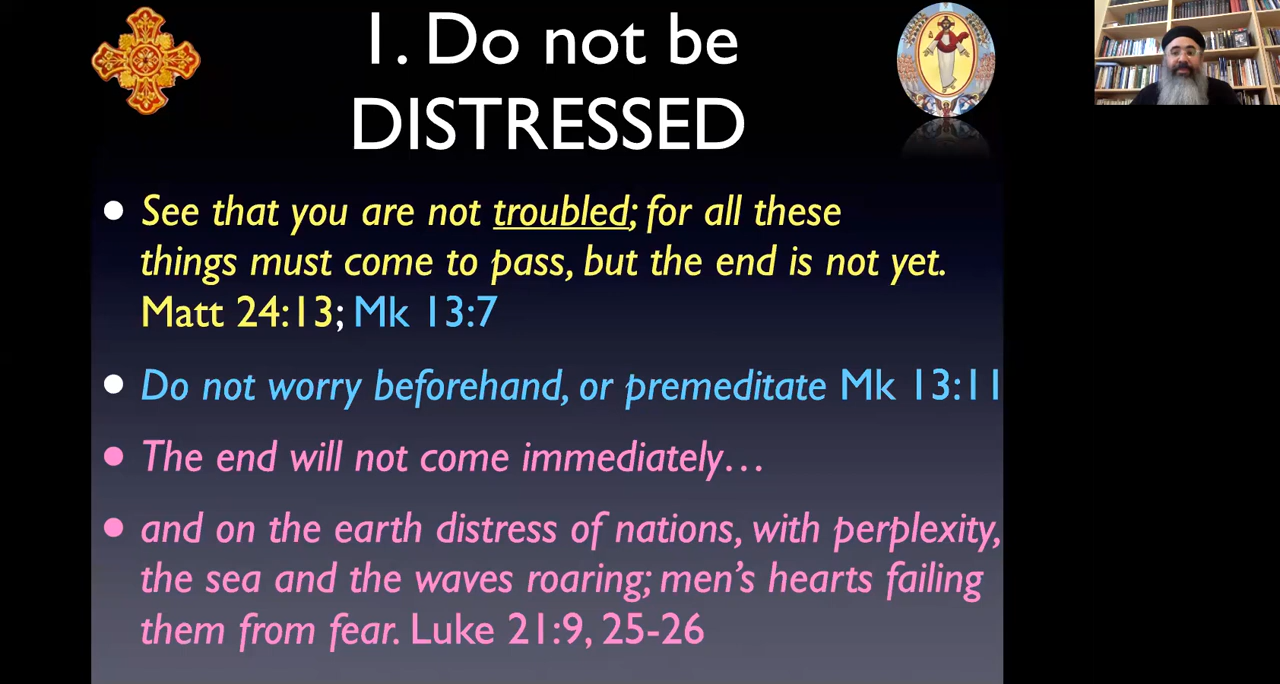 1. Do not be
DISTRESSED
• See that you are not troubled; for all these
things must come to pass, but the end is not yet.
Matt 24:13; Mk 13:7
• Do not worry beforehand, or premeditate Mk 13:11
• The end will not come immediately…
• and on the earth distress of nations, with perplexity,
the sea and the waves roaring; men’s hearts failing
them from fear. Luke 21:9, 25-26